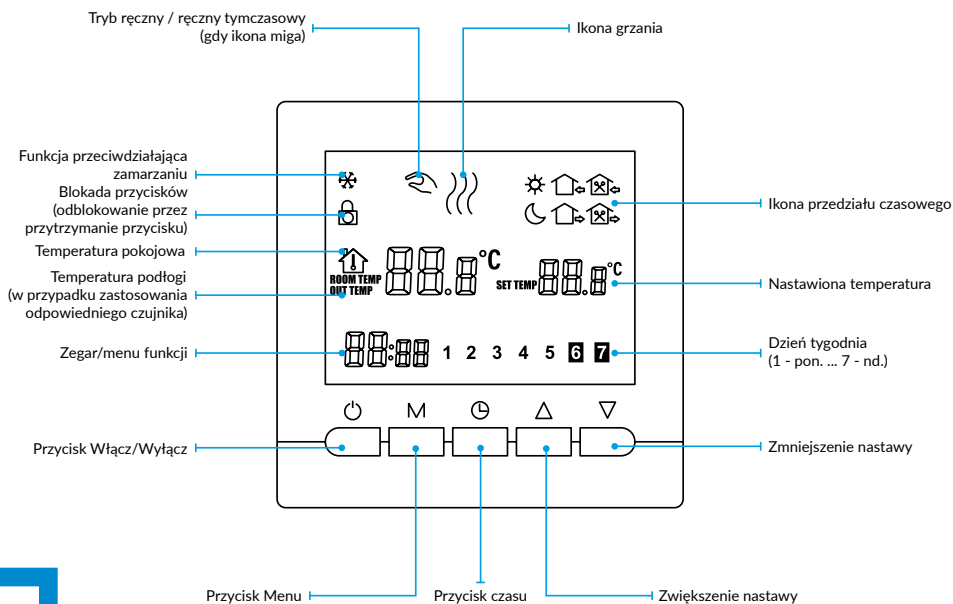 Tryb ręczny / ręczny tymczasowy
(gdy ikona miga)
Ikona grzania
Funkcja przeciwdziałająca
zamarzaniu
Blokada przycisków
(odblokowanie przez
przytrzymanie przycisku)
Temperatura pokojowa
Temperatura podłogi
(w przypadku zastosowania
odpowiedniego czujnika)
Zegar/menu funkcji
Przycisk Włącz/Wyłącz
ROOM TEMP
OUT TEMP
88.8°C
SET TEMP 88.8°C
88:88 1 2 3 4 5 6 7
M
Ikona przedziału czasowego
Nastawiona temperatura
Dzień tygodnia
(1 - pon. ... 7 - nd.)
Zmniejszenie nastawy
Przycisk Menu
Przycisk czasu
Zwiększenie nastawy